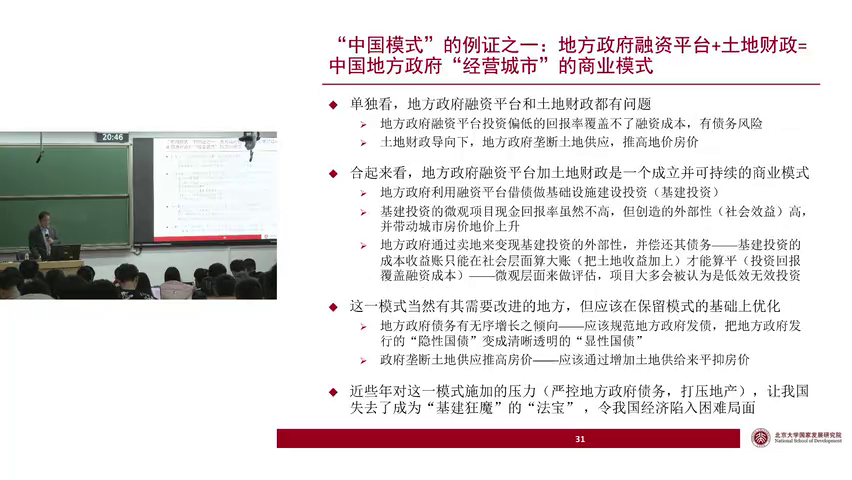 “中国模式”的例证之一：地方政府融资平台+土地财政=
中国地方政府“经营城市”的商业模式
单独看，地方政府融资平台和土地财政都有问题
地方政府融资平台投资偏低的回报率覆盖不了融资成本，有债务风险
土地财政导向下，地方政府垄断土地供应，推高地价房价
合起来看，地方政府融资平台加土地财政是一个成立并可持续的商业模式
地方政府利用融资平台借债做基础设施建设投资（基建投资）
基建投资的微观项目现金回报率虽然不高，但创造的外部性（社会效益）高，
并带动城市房价地价上升
地方政府通过卖地来变现基建投资的外部性，并偿还其债务——基建投资的
成本收益账只能在社会层面算大账（把土地收益加上）才能算平（投资回报
覆盖融资成本）——微观层面来做评估，项目大多会被认为是低效无效投资
这一模式当然有其需要改进的地方，但应该在保留模式的基础上优化
地方政府债务有无序增长之倾向——应该规范地方政府发债，把地方政府发
行的“隐性国债”变成清晰透明的“显性国债”
政府垄断土地供应推高房价——应该通过增加土地供给来平抑房价
近些年对这一模式施加的压力（严控地方政府债务，打压地产），让我国
失去了成为“基建狂魔”的“法宝”，令我国经济陷入困难局面
31
北京大学国家发展研究院
National School of Development
20:46